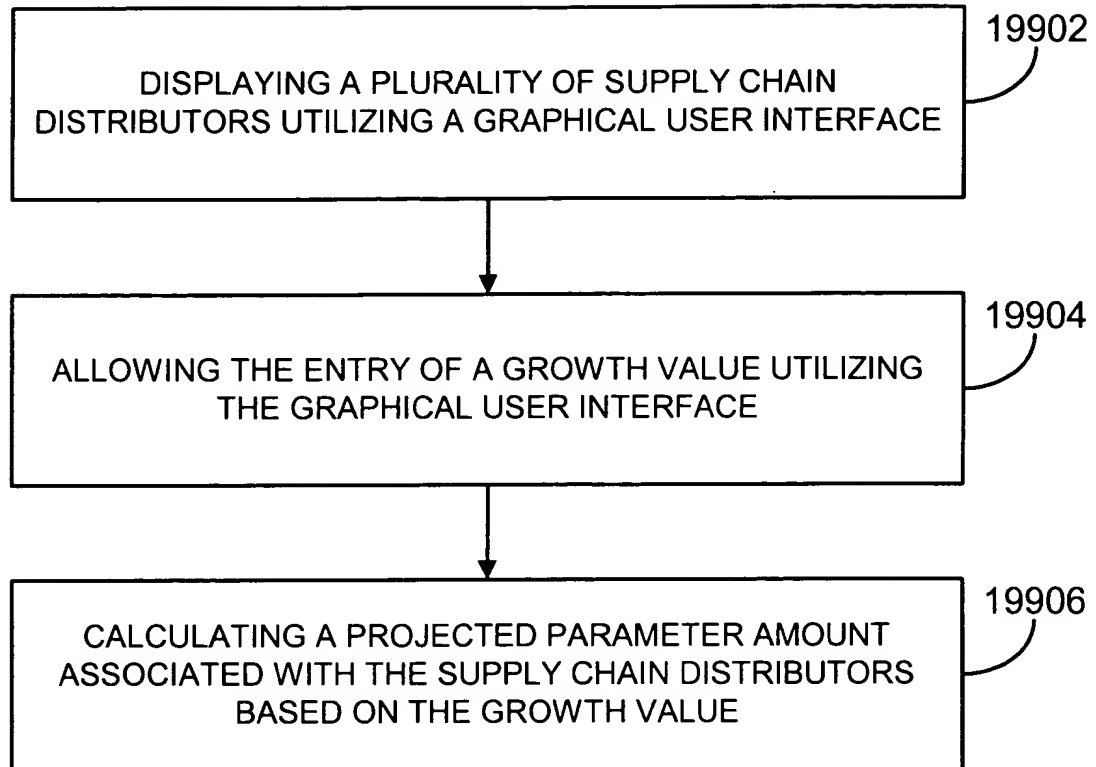 19902
DISPLAYING A PLURALITY OF SUPPLY CHAIN
DISTRIBUTORS UTILIZING A GRAPHICAL USER INTERFACE
19904
ALLOWING THE ENTRY OF A GROWTH VALUE UTILIZING
THE GRAPHICAL USER INTERFACE
19906
CALCULATING A PROJECTED PARAMETER AMOUNT
ASSOCIATED WITH THE SUPPLY CHAIN DISTRIBUTORS
BASED ON THE GROWTH VALUE